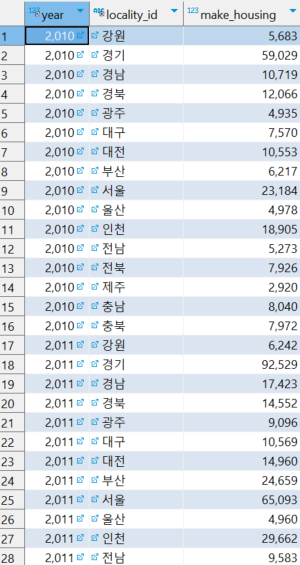 123 year ABC locality_id 123 make_housing
1 2,010 강원 5,683
2 2,010 경기 59,029
3 2,010 경남 10,719
4 2,010 경북 12,066
5 2,010 광주 4,935
6 2,010 대구 7,570
7 2,010 대전 10,553
8 2,010 부산 6,217
9 2,010 서울 23,184
10 2,010 울산 4,978
11 2,010 인천 18,905
12 2,010 전남 5,273
13 2,010 전북 7,926
14 2,010 제주 2,920
15 2,010 충남 8,040
16 2,010 충북 7,972
17 2,011 강원 6,242
18 2,011 경기 92,529
19 2,011 경남 17,423
20 2,011 경북 14,552
21 2,011 광주 9,096
22 2,011 대구 10,569
23 2,011 대전 14,960
24 2,011 부산 24,659
25 2,011 서울 65,093
26 2,011 울산 4,960
27 2,011 인천 29,662
28 2,011 전남 9,583